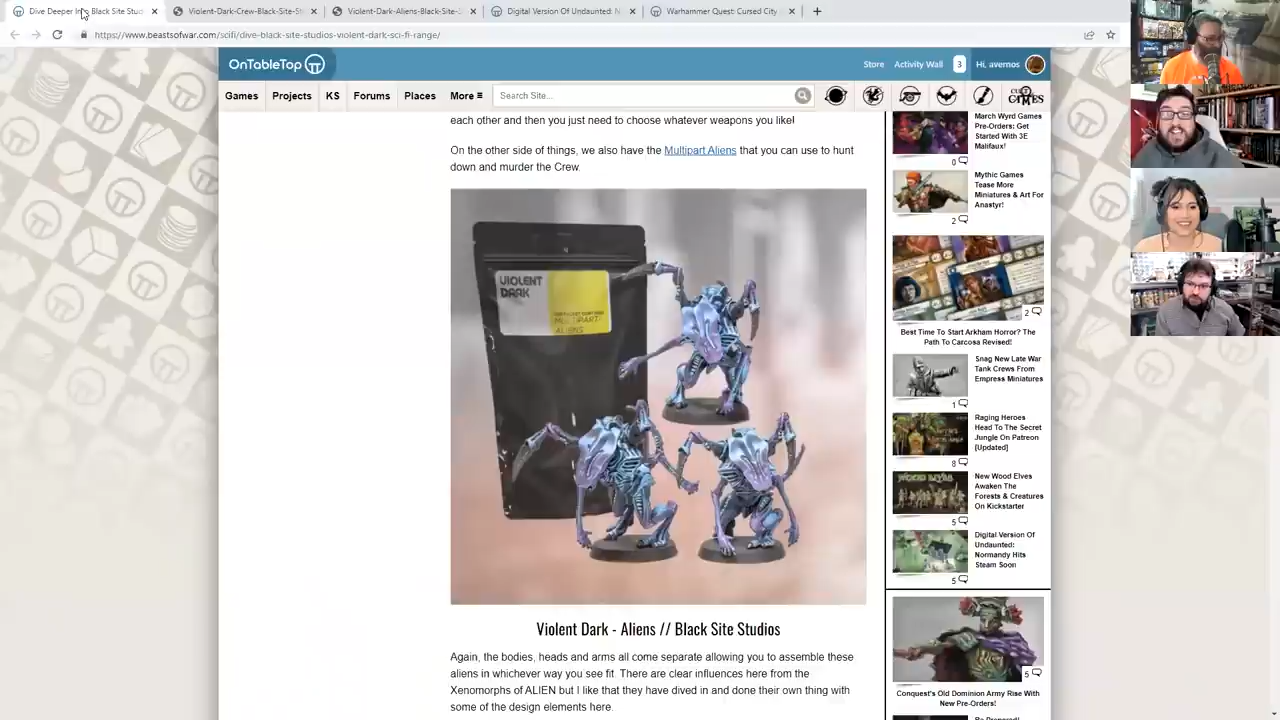 Dive Deeper In
Black Site Stud
Violent-Dark-Crew-Black-Site-St
Violent-Dark-Aliens-Black-Site-
Digital Version Of Undaunted: N
Warhammer Quest: Cursed City
https://www.beastsofwar.com/scifi/dive-black-site-studios-violent-dark-sci-fi-range/
OnTableTop
Store
Activity Wall
3
Hi, avernos
Games
Projects
KS
Forums
Places
More
Search Site...
GAMES
each other and then you just need to choose whatever weapons you like!
On the other side of things, we also have the Multipart Aliens that you can use to hunt
down and murder the Crew.
VIOLENT
DARK
MULTIPART
ALIENS
Violent Dark - Aliens // Black Site Studios
Again, the bodies, heads and arms all come separate allowing you to assemble these
aliens in whichever way you see fit. There are clear influences here from the
Xenomorphs of ALIEN but I like that they have dived in and done their own thing with
some of the design elements here.
March Wyrd Games
Pre-Orders: Get
Started With 3E
Malifaux!
0
Mythic Games
Tease More
Miniatures & Art For
Anastyr!
2
2
Best Time To Start Arkham Horror? The
Path To Carcosa Revised!
Snag New Late War
Tank Crews From
Empress Miniatures
1
Raging Heroes
Head To The Secret
Jungle On Patreon
[Updated]
8
New Wood Elves
Awaken The
Forests & Creatures
On Kickstarter
5
Digital Version Of
Undaunted:
Normandy Hits
Steam Soon
5
5
Conquest's Old Dominion Army Rise With
New Pre-Orders!